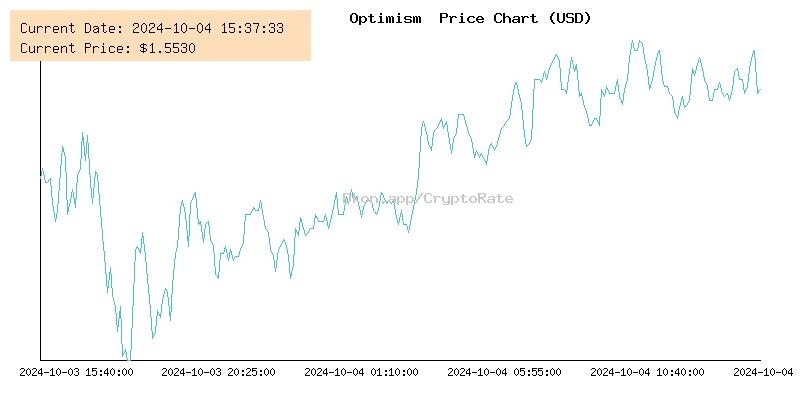 Optimism  Price Chart (USD)
Current Date: 2024-10-04 15:37:33
Current Price: $1.5530
Phon.app/CryptoRate
2024-10-03 15:40:00 2024-10-03 20:25:00 2024-10-04 01:10:00 2024-10-04 05:55:00 2024-10-04 10:40:00 2024-10-04